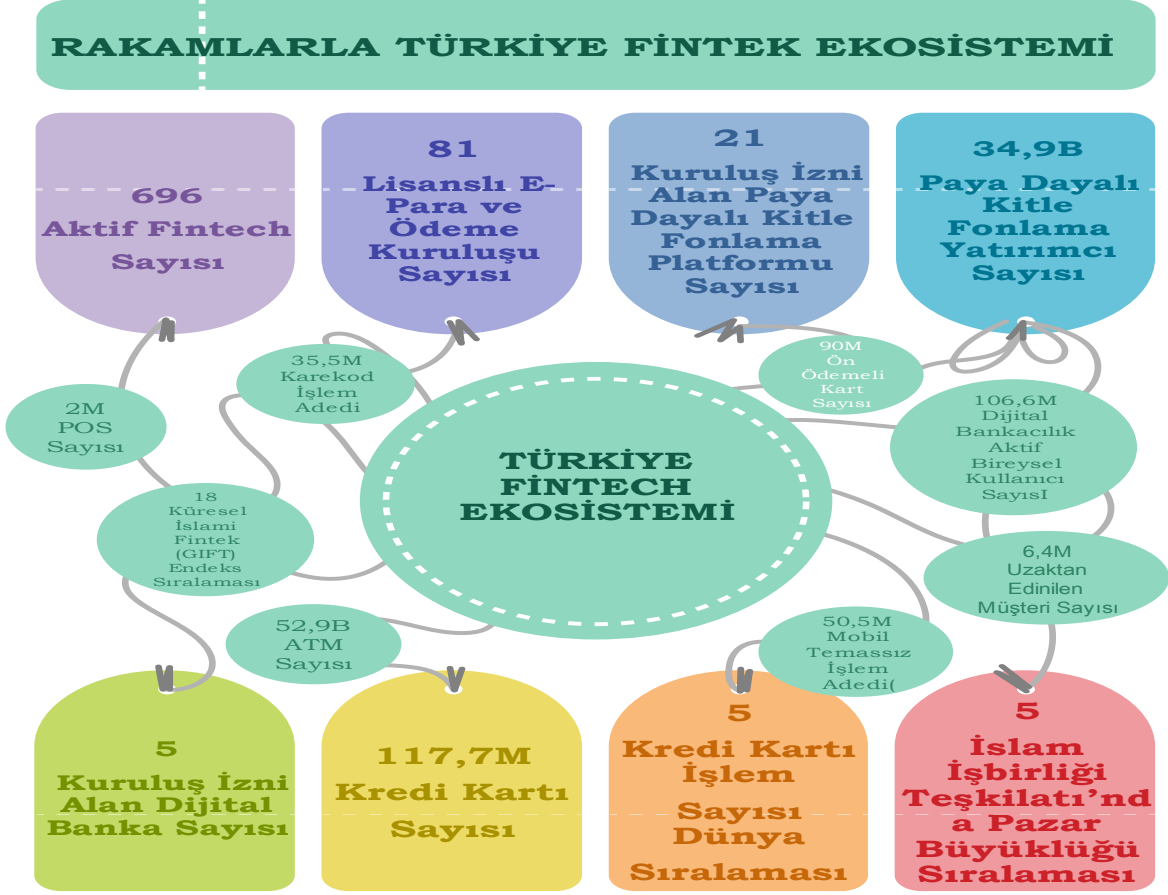 RAKAMLARLA TÜRKİYE FİNTEK EKOSİSTEMİ
696
Aktif Fintech
Sayısı
81
Lisanslı E-
Para ve
Ödeme
Kuruluşu
Sayısı
21
Kuruluş İzni
Alan Paya
Dayalı Kitle
Fonlama
Platformu
Sayısı
34,9B
Paya Dayalı
Kitle
Fonlama
Yatırımcı
Sayısı
2M
POS
Sayısı
35,5M
Karekod
İşlem
Adedi
90M
Ön
Ödemeli
Kart
Sayısı
106,6M
Dijital
Bankacılık
Aktif
Bireysel
Kullanıcı
SayısI
TÜRKİYE
FİNTECH
EKOSİSTEMİ
18
Küresel
İslami
Fintek
(GIFT)
Endeks
Sıralaması
6,4M
Uzaktan
Edinilen
Müşteri Sayısı
52,9B
ATM
Sayısı
50,5M
Mobil
Temassız
İşlem
Adedi(
5
Kuruluş İzni
Alan Dijital
Banka Sayısı
117,7M
Kredi Kartı
Sayısı
5
Kredi Kartı
İşlem
Sayısı
Dünya
Sıralaması
5
İslam
İşbirliği
Teşkilatı’nd
a Pazar
Büyüklüğü
Sıralaması